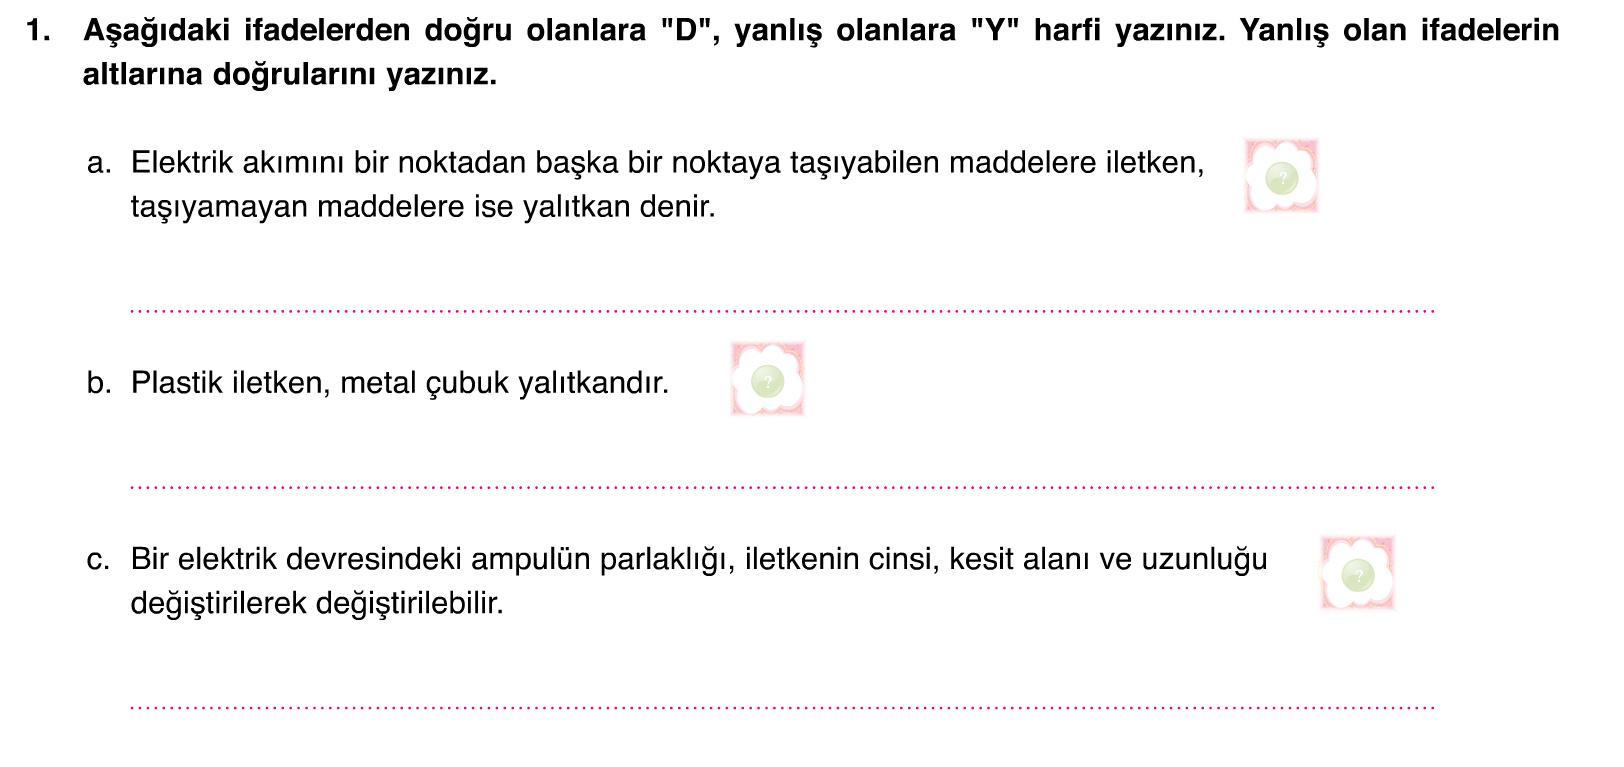 1. Aşağıdaki ifadelerden doğru olanlara "D", yanlış olanlara "Y" harfi yazınız. Yanlış olan ifadelerin
altlarına doğrularını yazınız.
a. Elektrik akımını bir noktadan başka bir noktaya taşıyabilen maddelere iletken,
?
taşıyamayan maddelere ise yalıtkan denir.
b. Plastik iletken, metal çubuk yalıtkandır.
?
c. Bir elektrik devresindeki ampulün parlaklığı, iletkenin cinsi, kesit alanı ve uzunluğu
?
değiştirilerek değiştirilebilir.